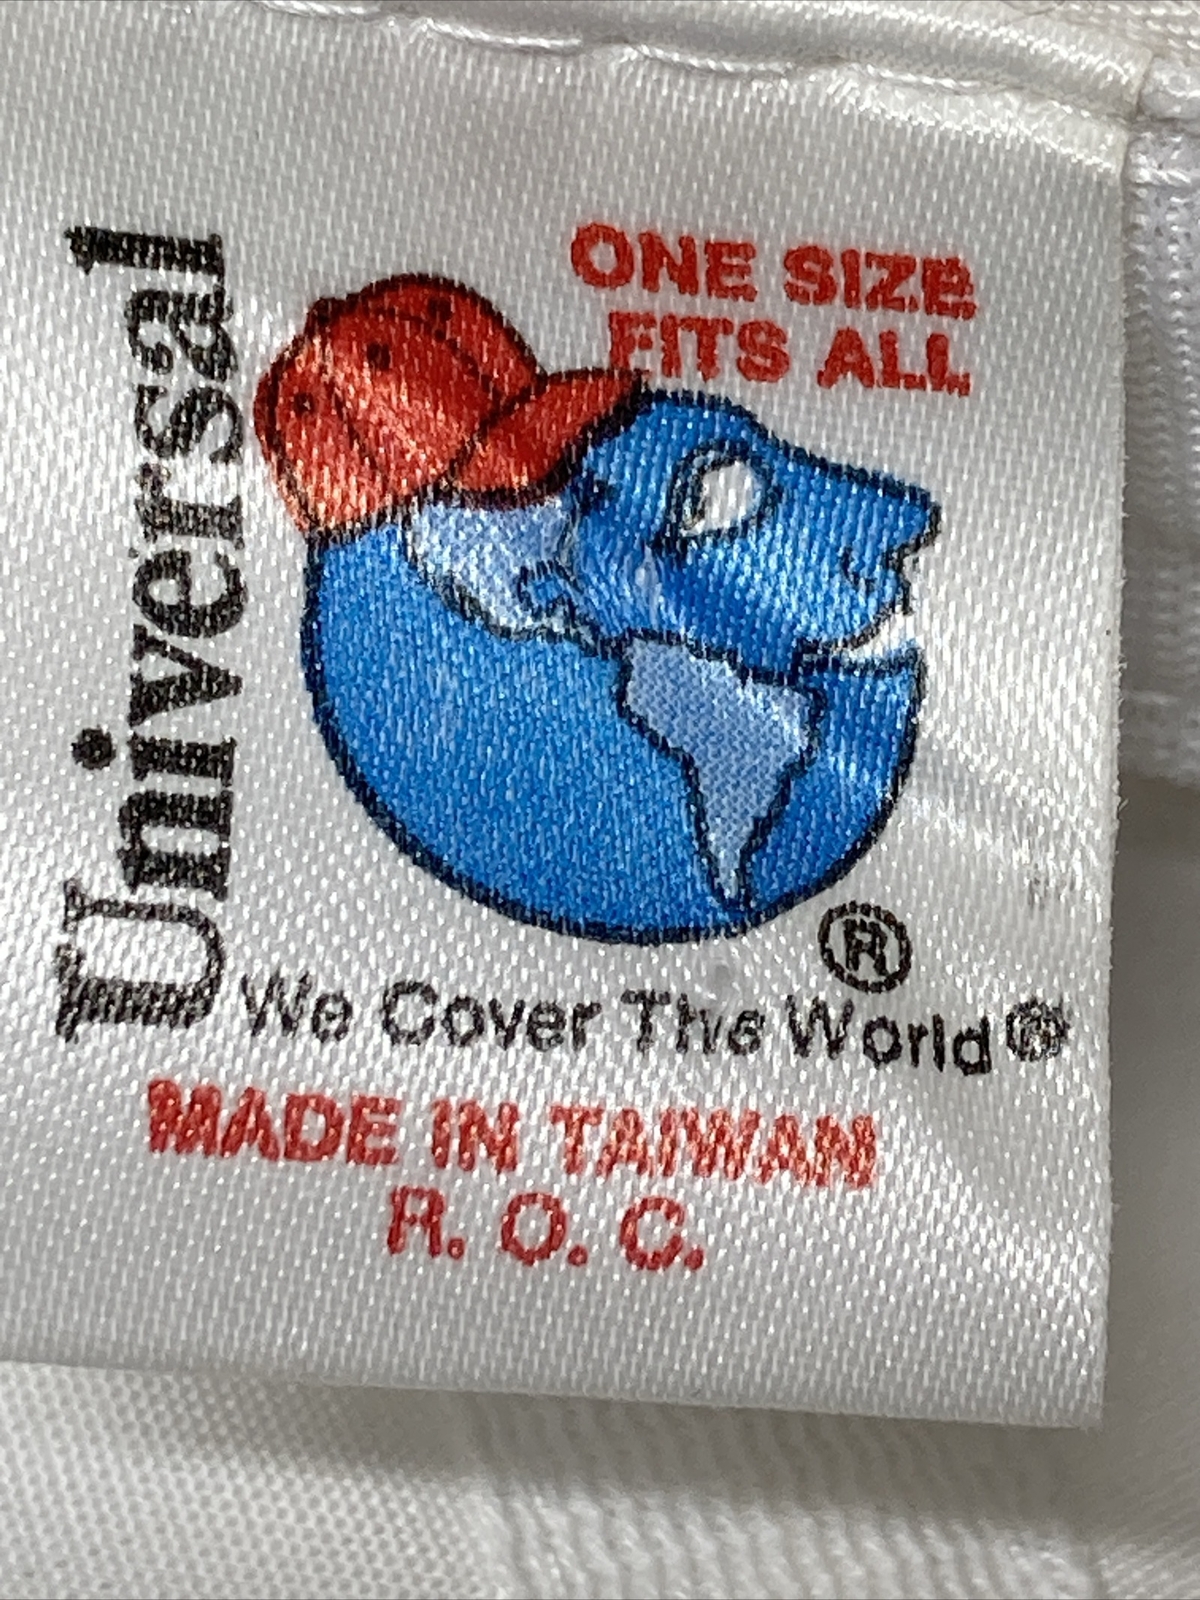 Universal
ONE SIZE
FITS ALL
®
We Cover The World®
MADE IN TAIWAN
R. O. C.